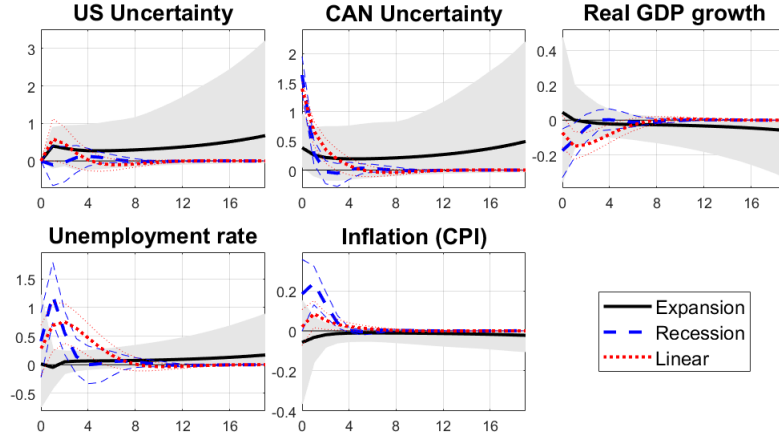 US Uncertainty
CAN Uncertainty
Real GDP growth
3
2
1
0
0 4 8 12 16
2
1.5
1
0.5
0
0 4 8 12 16
0.4
0.2
0
-0.2
0 4 8 12 16
Unemployment rate
Inflation (CPI)
1.5
1
0.5
0
-0.5
0 4 8 12 16
0.2
0
-0.2
-0.4
0 4 8 12 16
Expansion
Recession
Linear